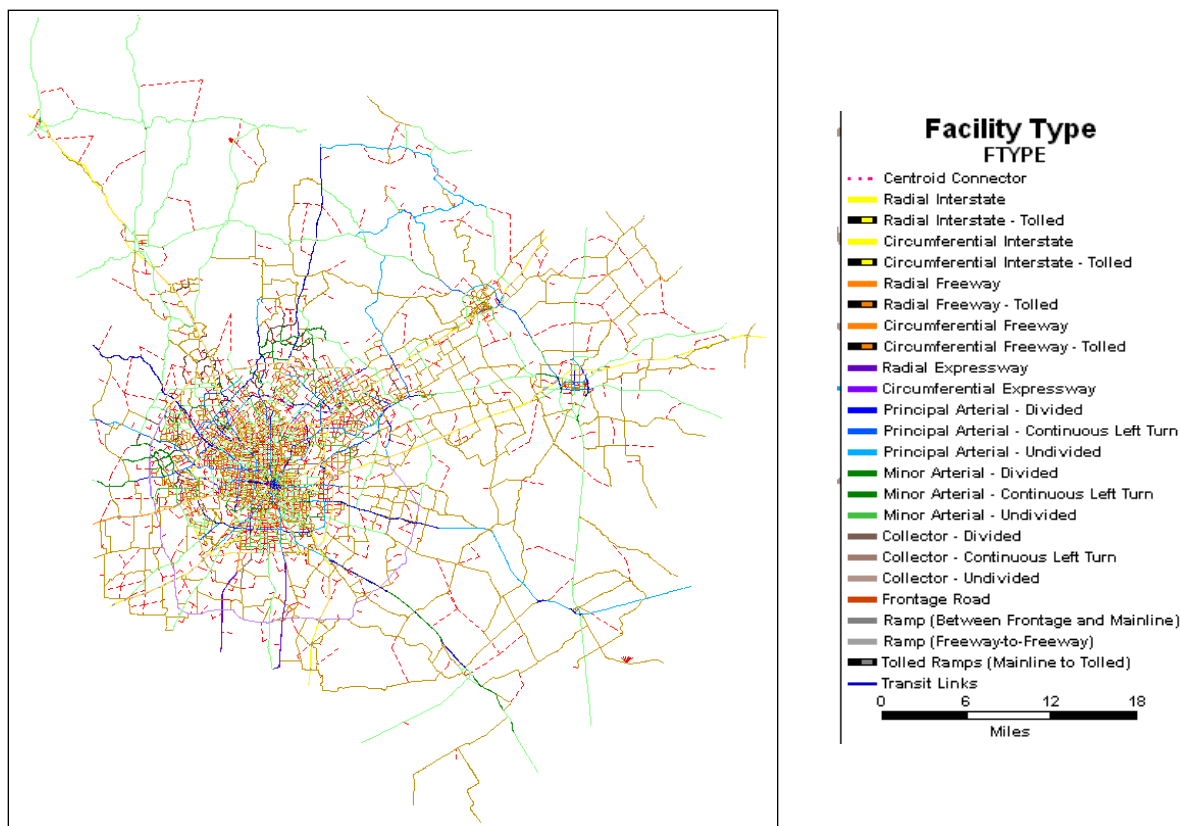 Facility Type
FTYPE
Centroid Connector
Radial Interstate
Radial Interstate - Tolled
Circumferential Interstate
Circumferential Interstate - Tolled
Radial Freeway
Radial Freeway - Tolled
Circumferential Freeway
Circumferential Freeway - Tolled
Radial Expressway
Circumferential Expressway
Principal Arterial - Divided
Principal Arterial - Continuous Left Turn
Principal Arterial - Undivided
Minor Arterial - Divided
Minor Arterial - Continuous Left Turn
Minor Arterial - Undivided
Collector - Divided
Collector - Continuous Left Turn
Collector - Undivided
Frontage Road
Ramp (Between Frontage and Mainline)
Ramp (Freeway-to-Freeway)
Tolled Ramps (Mainline to Tolled)
Transit Links
0 6 12 18
Miles